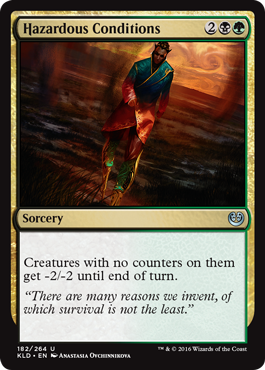 Hazardous Conditions 2
Sorcery
Creatures with no counters on them
get -2/-2 until end of turn.
“There are many reasons we invent, of
which survival is not the least.”
182/264 U
KLD • EN Anastasia Ovchinnikova
™ & © 2016 Wizards of the Coast